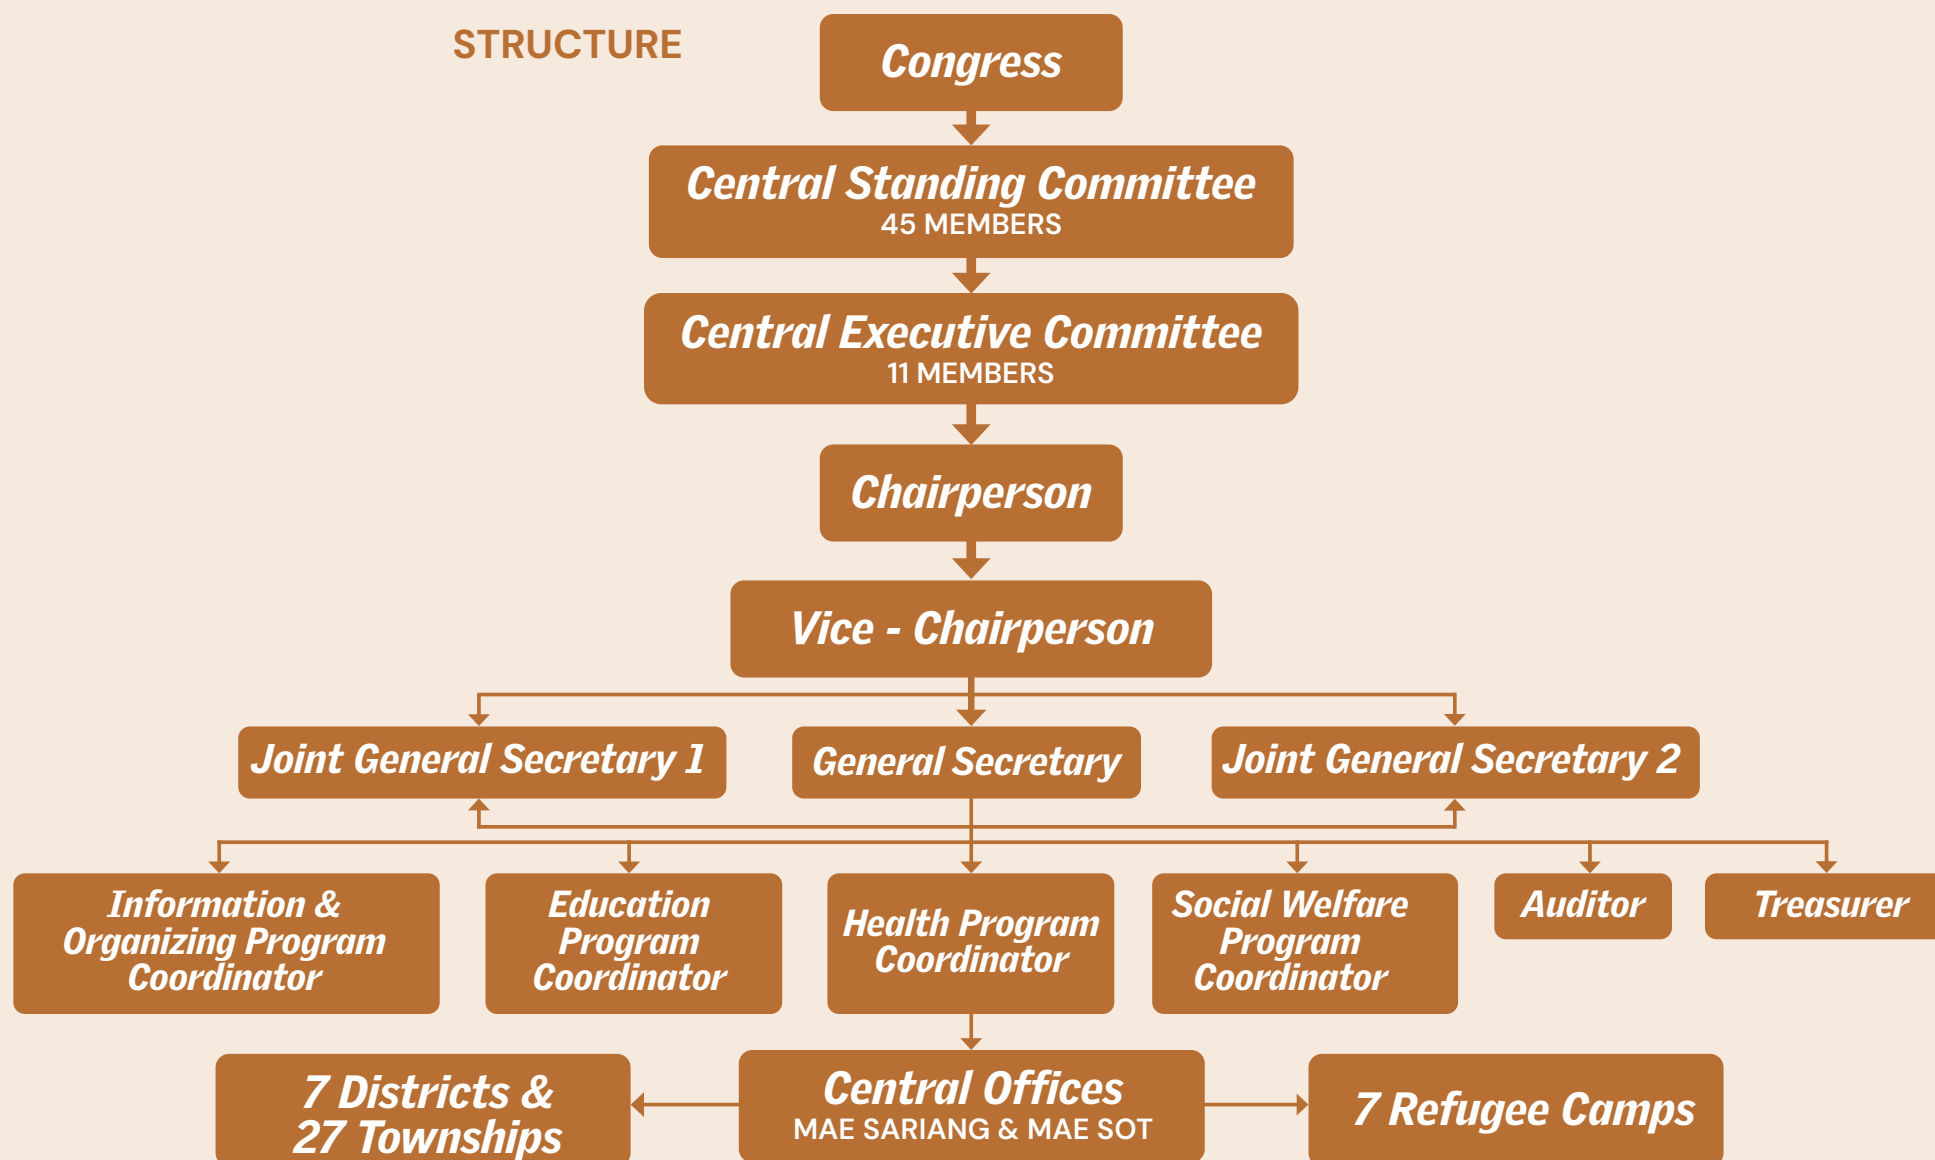 STRUCTURE
Congress
Central Standing Committee
45 MEMBERS
Central Executive Committee
11 MEMBERS
Chairperson
Vice - Chairperson
Joint General Secretary 1
General Secretary
Joint General Secretary 2
Information &
Organizing Program
Coordinator
Education
Program
Coordinator
Health Program
Coordinator
Social Welfare
Program
Coordinator
Auditor
Treasurer
7 Districts &
27 Townships
Central Offices
MAE SARIANG & MAE SOT
7 Refugee Camps